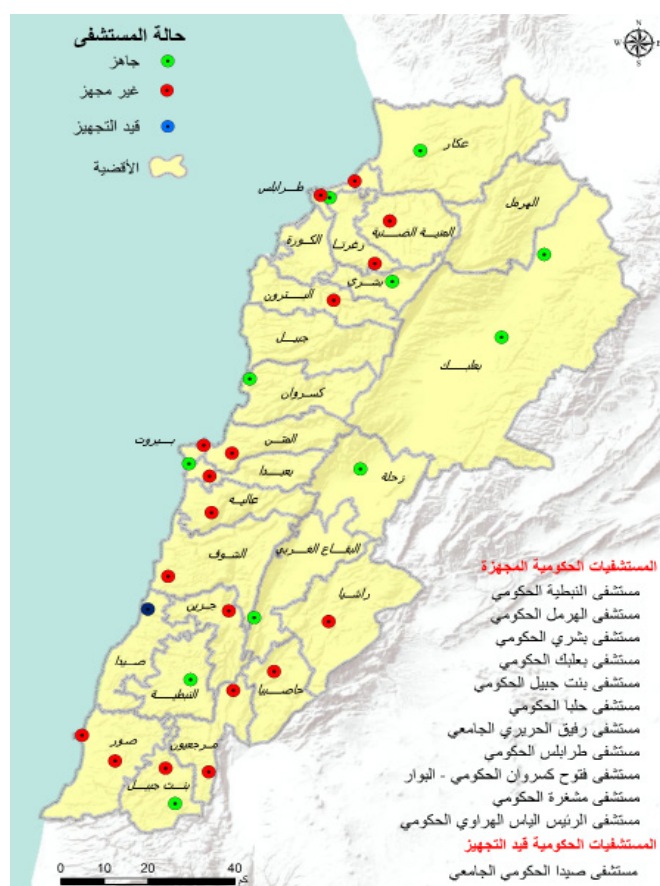 حالة المستشفى
جاهز
غير مجهز
قيد التجهيز
الأقضية
N
W E
S
عكار
طرابلس
الهرمل
المنية الضنية
زغرتا
الكورة
بشري
البترون
جبيل
بعلبك
كسروان
المتن
بيروت
بعبدا
زحلة
عاليه
البقاع الغربي
الشوف
راشيا
جزين
صيدا
حاصبيا
النبطية
مرجعيون
صور
بنت جبيل
المستشفيات الحكومية المجهزة
مستشفى النبطية الحكومي
مستشفى الهرمل الحكومي
مستشفى بشري الحكومي
مستشفى بعلبك الحكومي
مستشفى بنت جبيل الحكومي
مستشفى حلبا الحكومي
مستشفى رفيق الحريري الجامعي
مستشفى طرابلس الحكومي
مستشفى فتوح كسروان الحكومي - البوار
مستشفى مشغرة الحكومي
مستشفى الرئيس الياس الهراوي الحكومي
المستشفيات الحكومية قيد التجهيز
مستشفى صيدا الحكومي الجامعي
0 10 20 40
كم